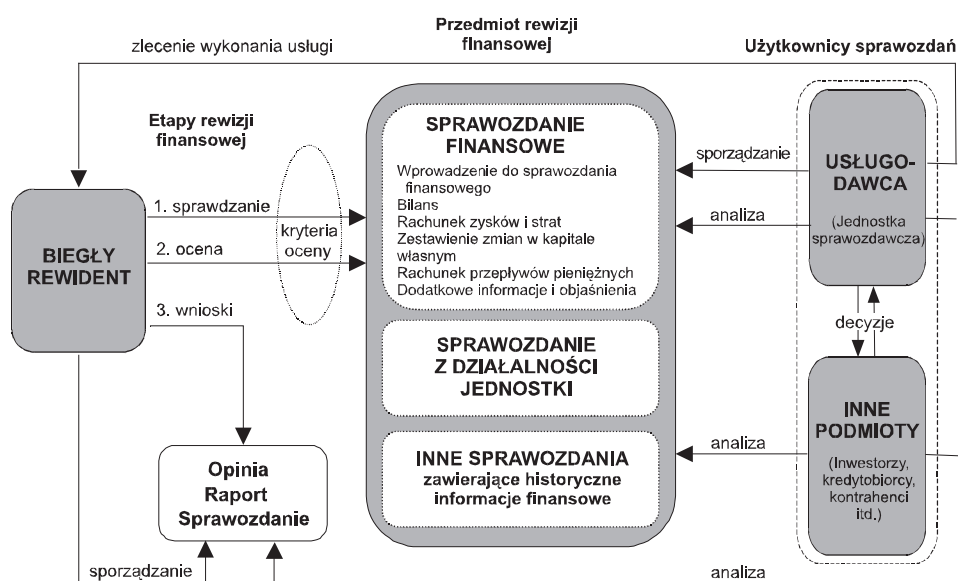 Przedmiot rewizji
finansowej
zlecenie wykonania usługi
Użytkownicy sprawozdań
Etapy rewizji
finansowej
BIEGŁY
REWIDENT
1. sprawdzanie
2. ocena
3. wnioski
kryteria
oceny
SPRAWOZDANIE
FINANSOWE
Wprowadzenie do sprawozdania
finansowego
Bilans
Rachunek zysków i strat
Zestawienie zmian w kapitale
własnym
Rachunek przepływów pieniężnych
Dodatkowe informacje i objaśnienia
SPRAWOZDANIE
Z DZIAŁALNOŚCI
JEDNOSTKI
INNE SPRAWOZDANIA
zawierające historyczne
informacje finansowe
sporządzanie
analiza
USŁUGO-
DAWCA
(Jednostka
sprawozdawcza)
decyzje
analiza
INNE
PODMIOTY
(Inwestorzy,
kredytobiorcy,
kontrahenci
itd.)
Opinia
Raport
Sprawozdanie
sporządzanie
analiza